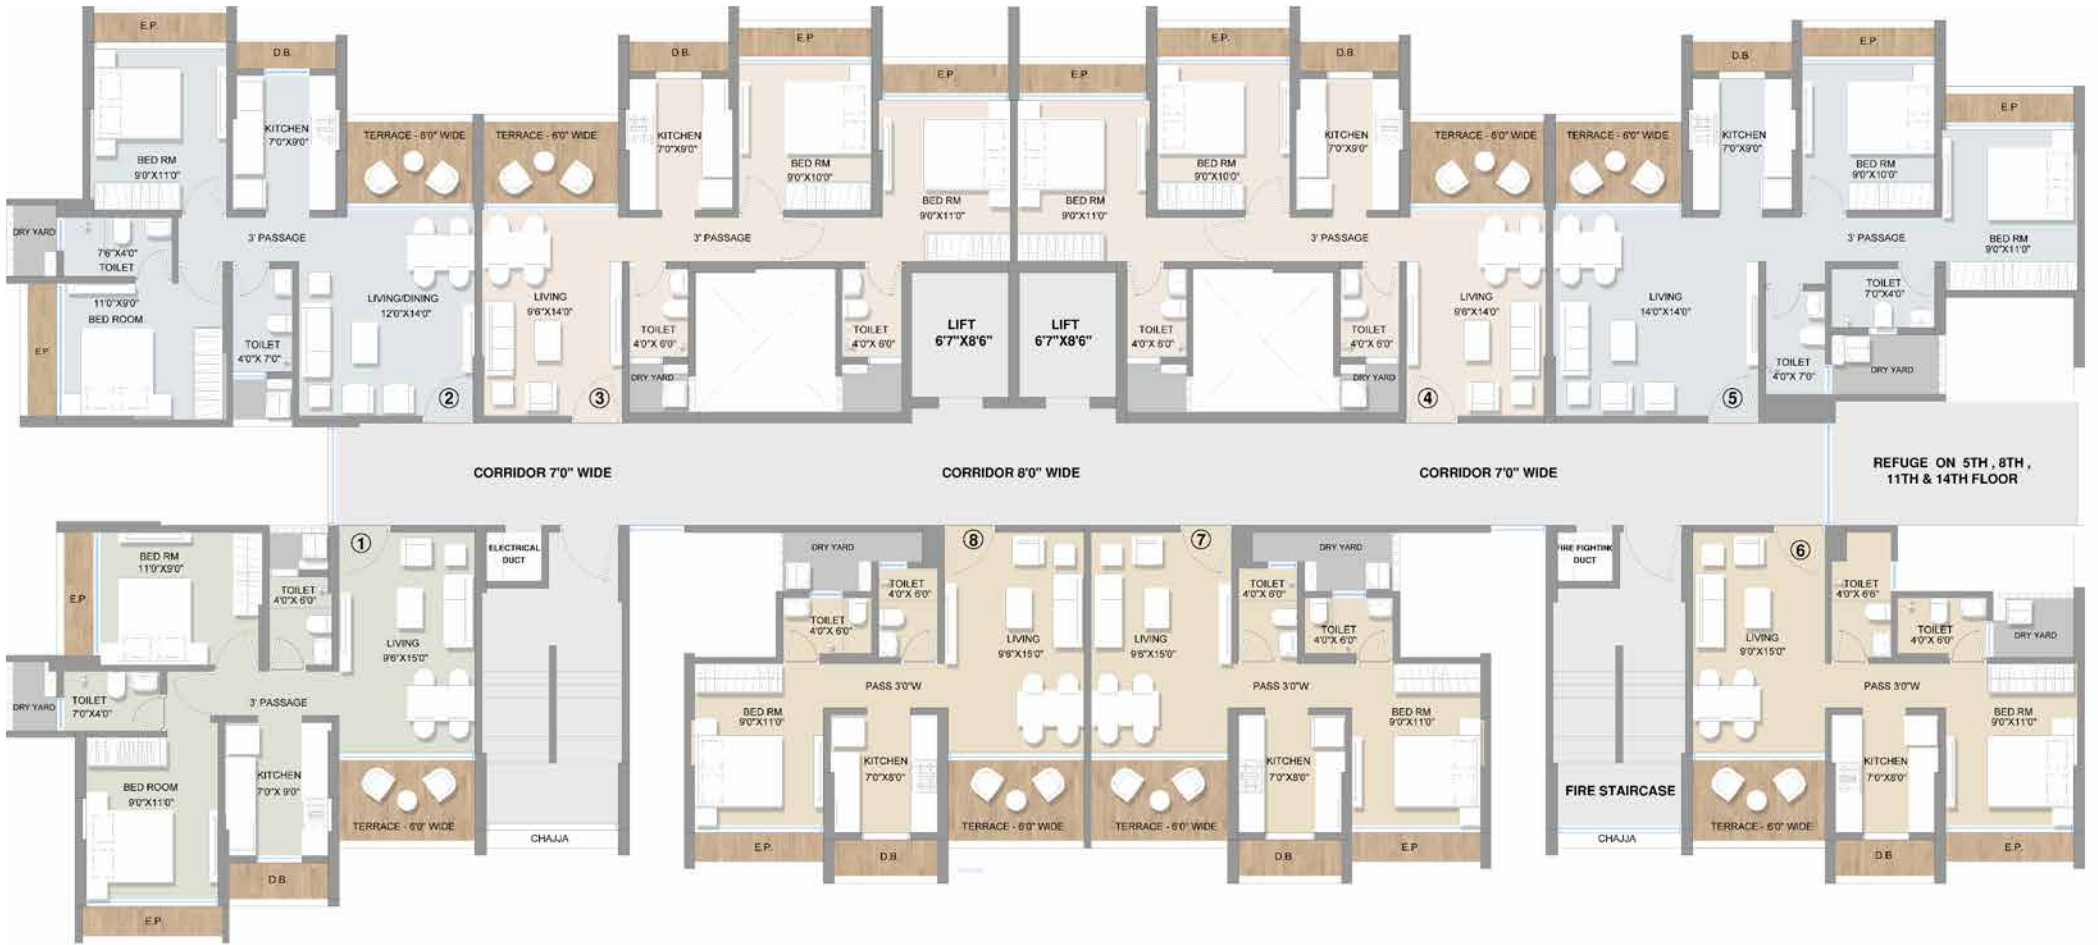 E.P.
D.B.
KITCHEN
7'0"X9'0"
BED RM
9'0"X11'0"
TERRACE - 6'0" WIDE
DRY YARD
7'6"X4'0"
TOILET
3' PASSAGE
11'0"X9'0"
BED ROOM
E.P.
TOILET
4'0"X 7'0"
LIVING/DINING
12'0"X14'0"
2
TERRACE - 6'0" WIDE
D.B.
KITCHEN
7'0"X9'0"
E.P.
BED RM
9'0"X10'0"
E.P.
BED RM
9'0"X11'0"
3' PASSAGE
LIVING
9'6"X14'0"
TOILET
4'0"X 6'0"
DRY YARD
TOILET
4'0"X 6'0"
3
LIFT
6'7"X8'6"
LIFT
6'7"X8'6"
E.P.
BED RM
9'0"X11'0"
E.P.
BED RM
9'0"X10'0"
D.B.
KITCHEN
7'0"X9'0"
TERRACE - 6'0" WIDE
3' PASSAGE
TOILET
4'0"X 6'0"
TOILET
4'0"X 6'0"
DRY YARD
LIVING
9'6"X14'0"
4
TERRACE - 6'0" WIDE
D.B.
KITCHEN
7'0"X9'0"
E.P.
BED RM
9'0"X10'0"
E.P.
BED RM
9'0"X11'0"
3' PASSAGE
LIVING
14'0"X14'0"
TOILET
7'0"X4'0"
TOILET
4'0"X 7'0"
DRY YARD
5
CORRIDOR 7'0" WIDE
CORRIDOR 8'0" WIDE
CORRIDOR 7'0" WIDE
REFUGE ON 5TH , 8TH ,
11TH & 14TH FLOOR
BED RM
11'0"X9'0"
E.P.
TOILET
4'0"X 6'0"
1
LIVING
9'6"X15'0"
DRY YARD
TOILET
7'0"X4'0"
3' PASSAGE
BED ROOM
9'0"X11'0"
KITCHEN
7'0"X 9'0"
TERRACE - 6'0" WIDE
D.B.
E.P.
ELECTRICAL
DUCT
CHAJJA
DRY YARD
TOILET
4'0"X 6'0"
TOILET
4'0"X 6'0"
8
LIVING
9'6"X15'0"
PASS 3'0"W
BED RM
9'0"X11'0"
KITCHEN
7'0"X8'0"
TERRACE - 6'0" WIDE
E.P.
D.B.
7
DRY YARD
TOILET
4'0"X 6'0"
TOILET
4'0"X 6'0"
LIVING
9'6"X15'0"
PASS 3'0"W
BED RM
9'0"X11'0"
KITCHEN
7'0"X8'0"
TERRACE - 6'0" WIDE
D.B.
E.P.
FIRE FIGHTING
DUCT
FIRE STAIRCASE
CHAJJA
6
TOILET
4'0"X 6'6"
TOILET
4'0"X 6'0"
DRY YARD
LIVING
9'0"X15'0"
PASS 3'0"W
BED RM
9'0"X11'0"
KITCHEN
7'0"X8'0"
TERRACE - 6'0" WIDE
D.B.
E.P.